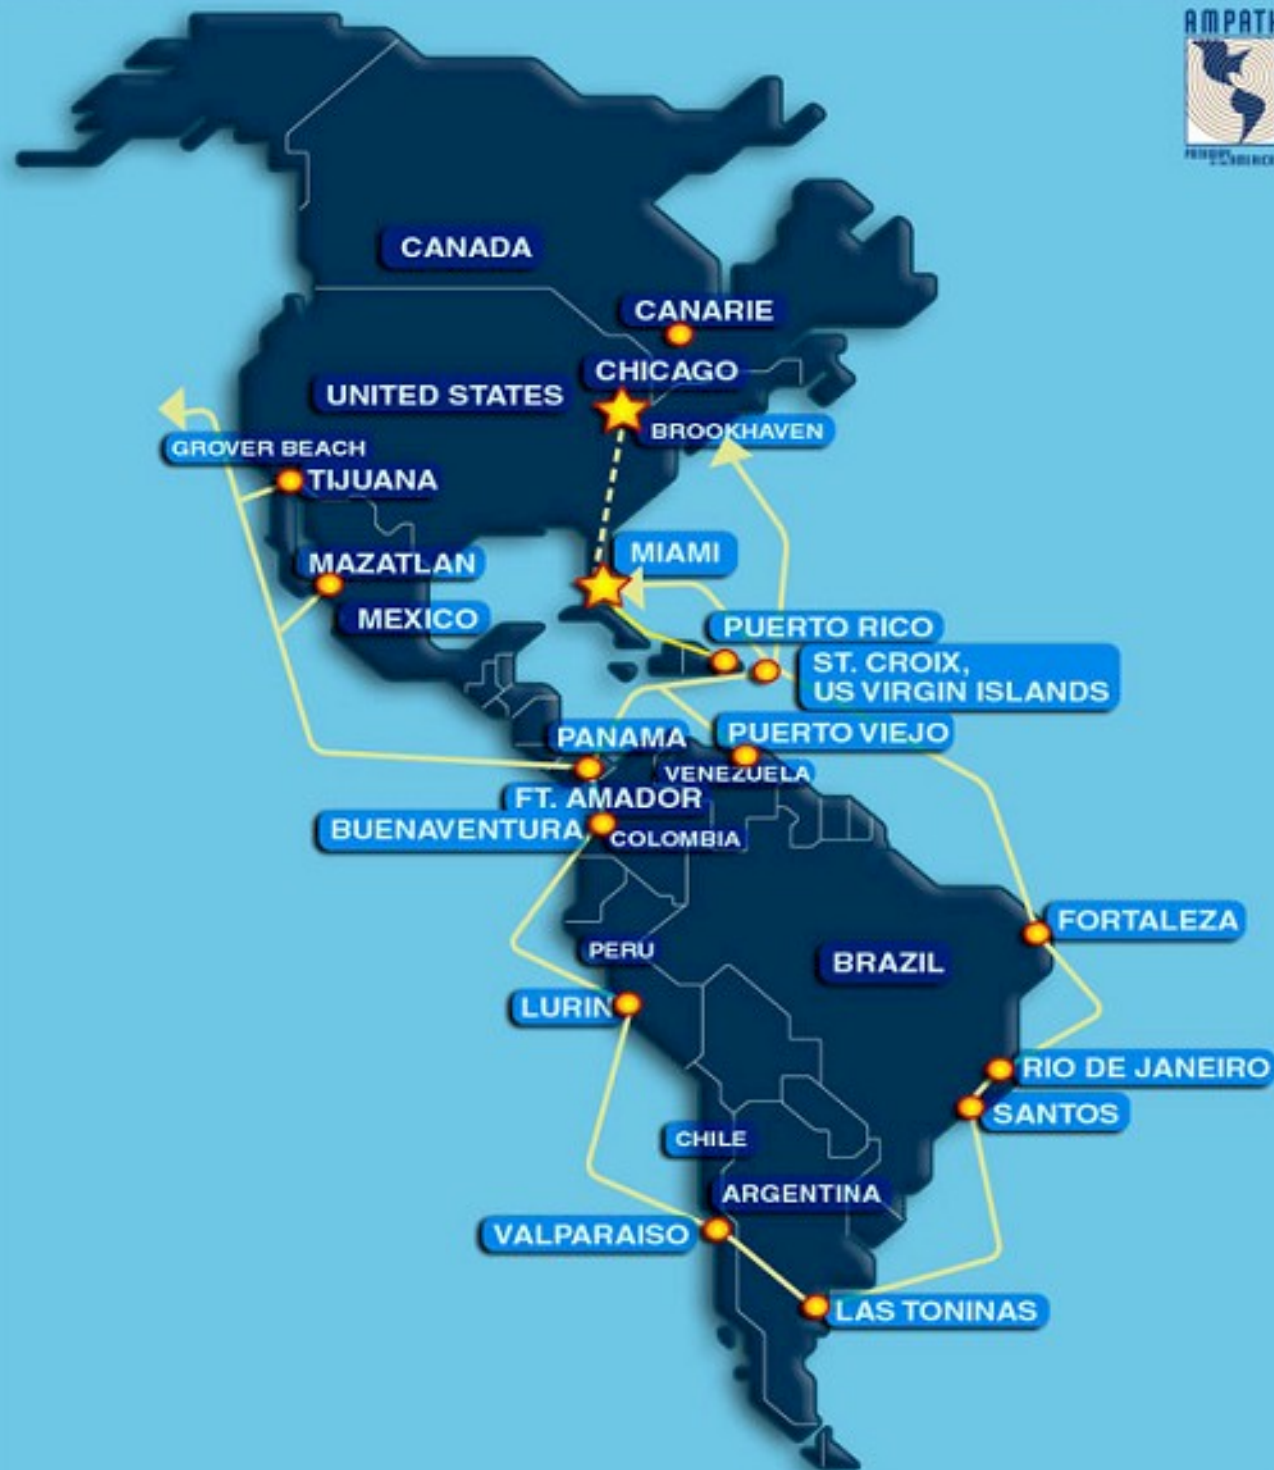 AMPATH
CANADA
CANARIE
CHICAGO
UNITED STATES
BROOKHAVEN
GROVER BEACH
TIJUANA
MIAMI
MAZATLAN
MEXICO
PUERTO RICO
ST. CROIX,
US VIRGIN ISLANDS
PANAMA
PUERTO VIEJO
VENEZUELA
FT. AMADOR
BUENAVENTURA
COLOMBIA
FORTALEZA
PERU
BRAZIL
LURIN
RIO DE JANEIRO
SANTOS
CHILE
ARGENTINA
VALPARAISO
LAS TONINAS